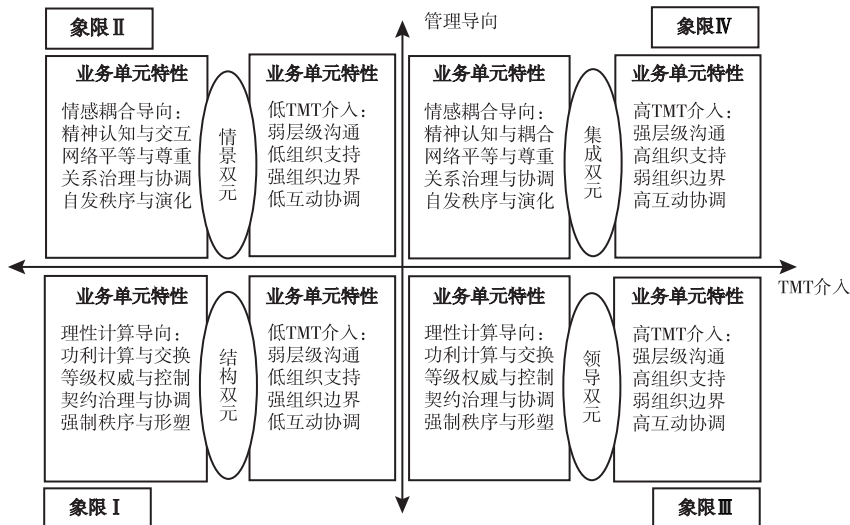 象限Ⅱ
管理导向
象限Ⅳ
业务单元特性
情感耦合导向：
精神认知与交互
网络平等与尊重
关系治理与协调
自发秩序与演化
情景双元
业务单元特性
低TMT介入：
弱层级沟通
低组织支持
强组织边界
低互动协调
业务单元特性
情感耦合导向：
精神认知与耦合
网络平等与尊重
关系治理与协调
自发秩序与演化
集成双元
业务单元特性
高TMT介入：
强层级沟通
高组织支持
弱组织边界
高互动协调
TMT介入
业务单元特性
理性计算导向：
功利计算与交换
等级权威与控制
契约治理与协调
强制秩序与形塑
结构双元
业务单元特性
低TMT介入：
弱层级沟通
低组织支持
强组织边界
低互动协调
业务单元特性
理性计算导向：
功利计算与交换
等级权威与控制
契约治理与协调
强制秩序与形塑
领导双元
业务单元特性
高TMT介入：
强层级沟通
高组织支持
弱组织边界
高互动协调
象限Ⅰ
象限Ⅲ